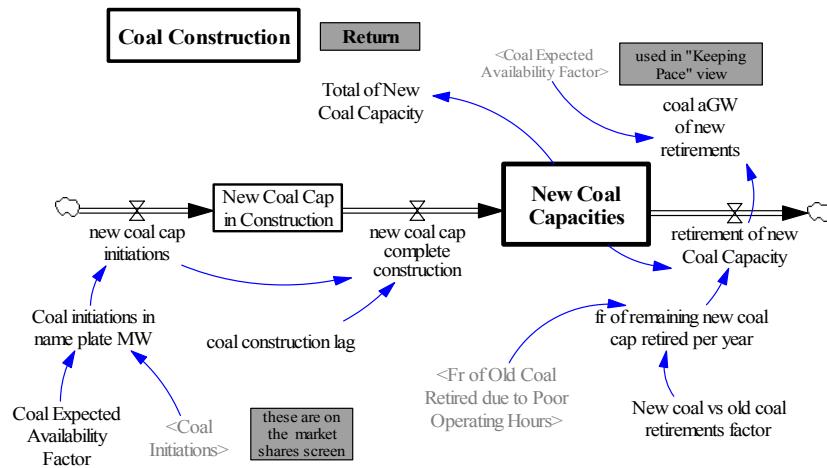 Coal Construction
Return
<Coal Expected
Availability Factor>
used in "Keeping
Pace" view
Total of New
Coal Capacity
coal aGW
of new
retirements
New Coal Cap
in Construction
New Coal
Capacities
new coal cap
initiations
new coal cap
complete
construction
retirement of new
Coal Capacity
Coal initiations in
name plate MW
coal construction lag
fr of remaining new coal
cap retired per year
<Fr of Old Coal
Retired due to Poor
Operating Hours>
Coal Expected
Availability
Factor
<Coal
Initiations>
these are on
the market
shares screen
New coal vs old coal
retirements factor